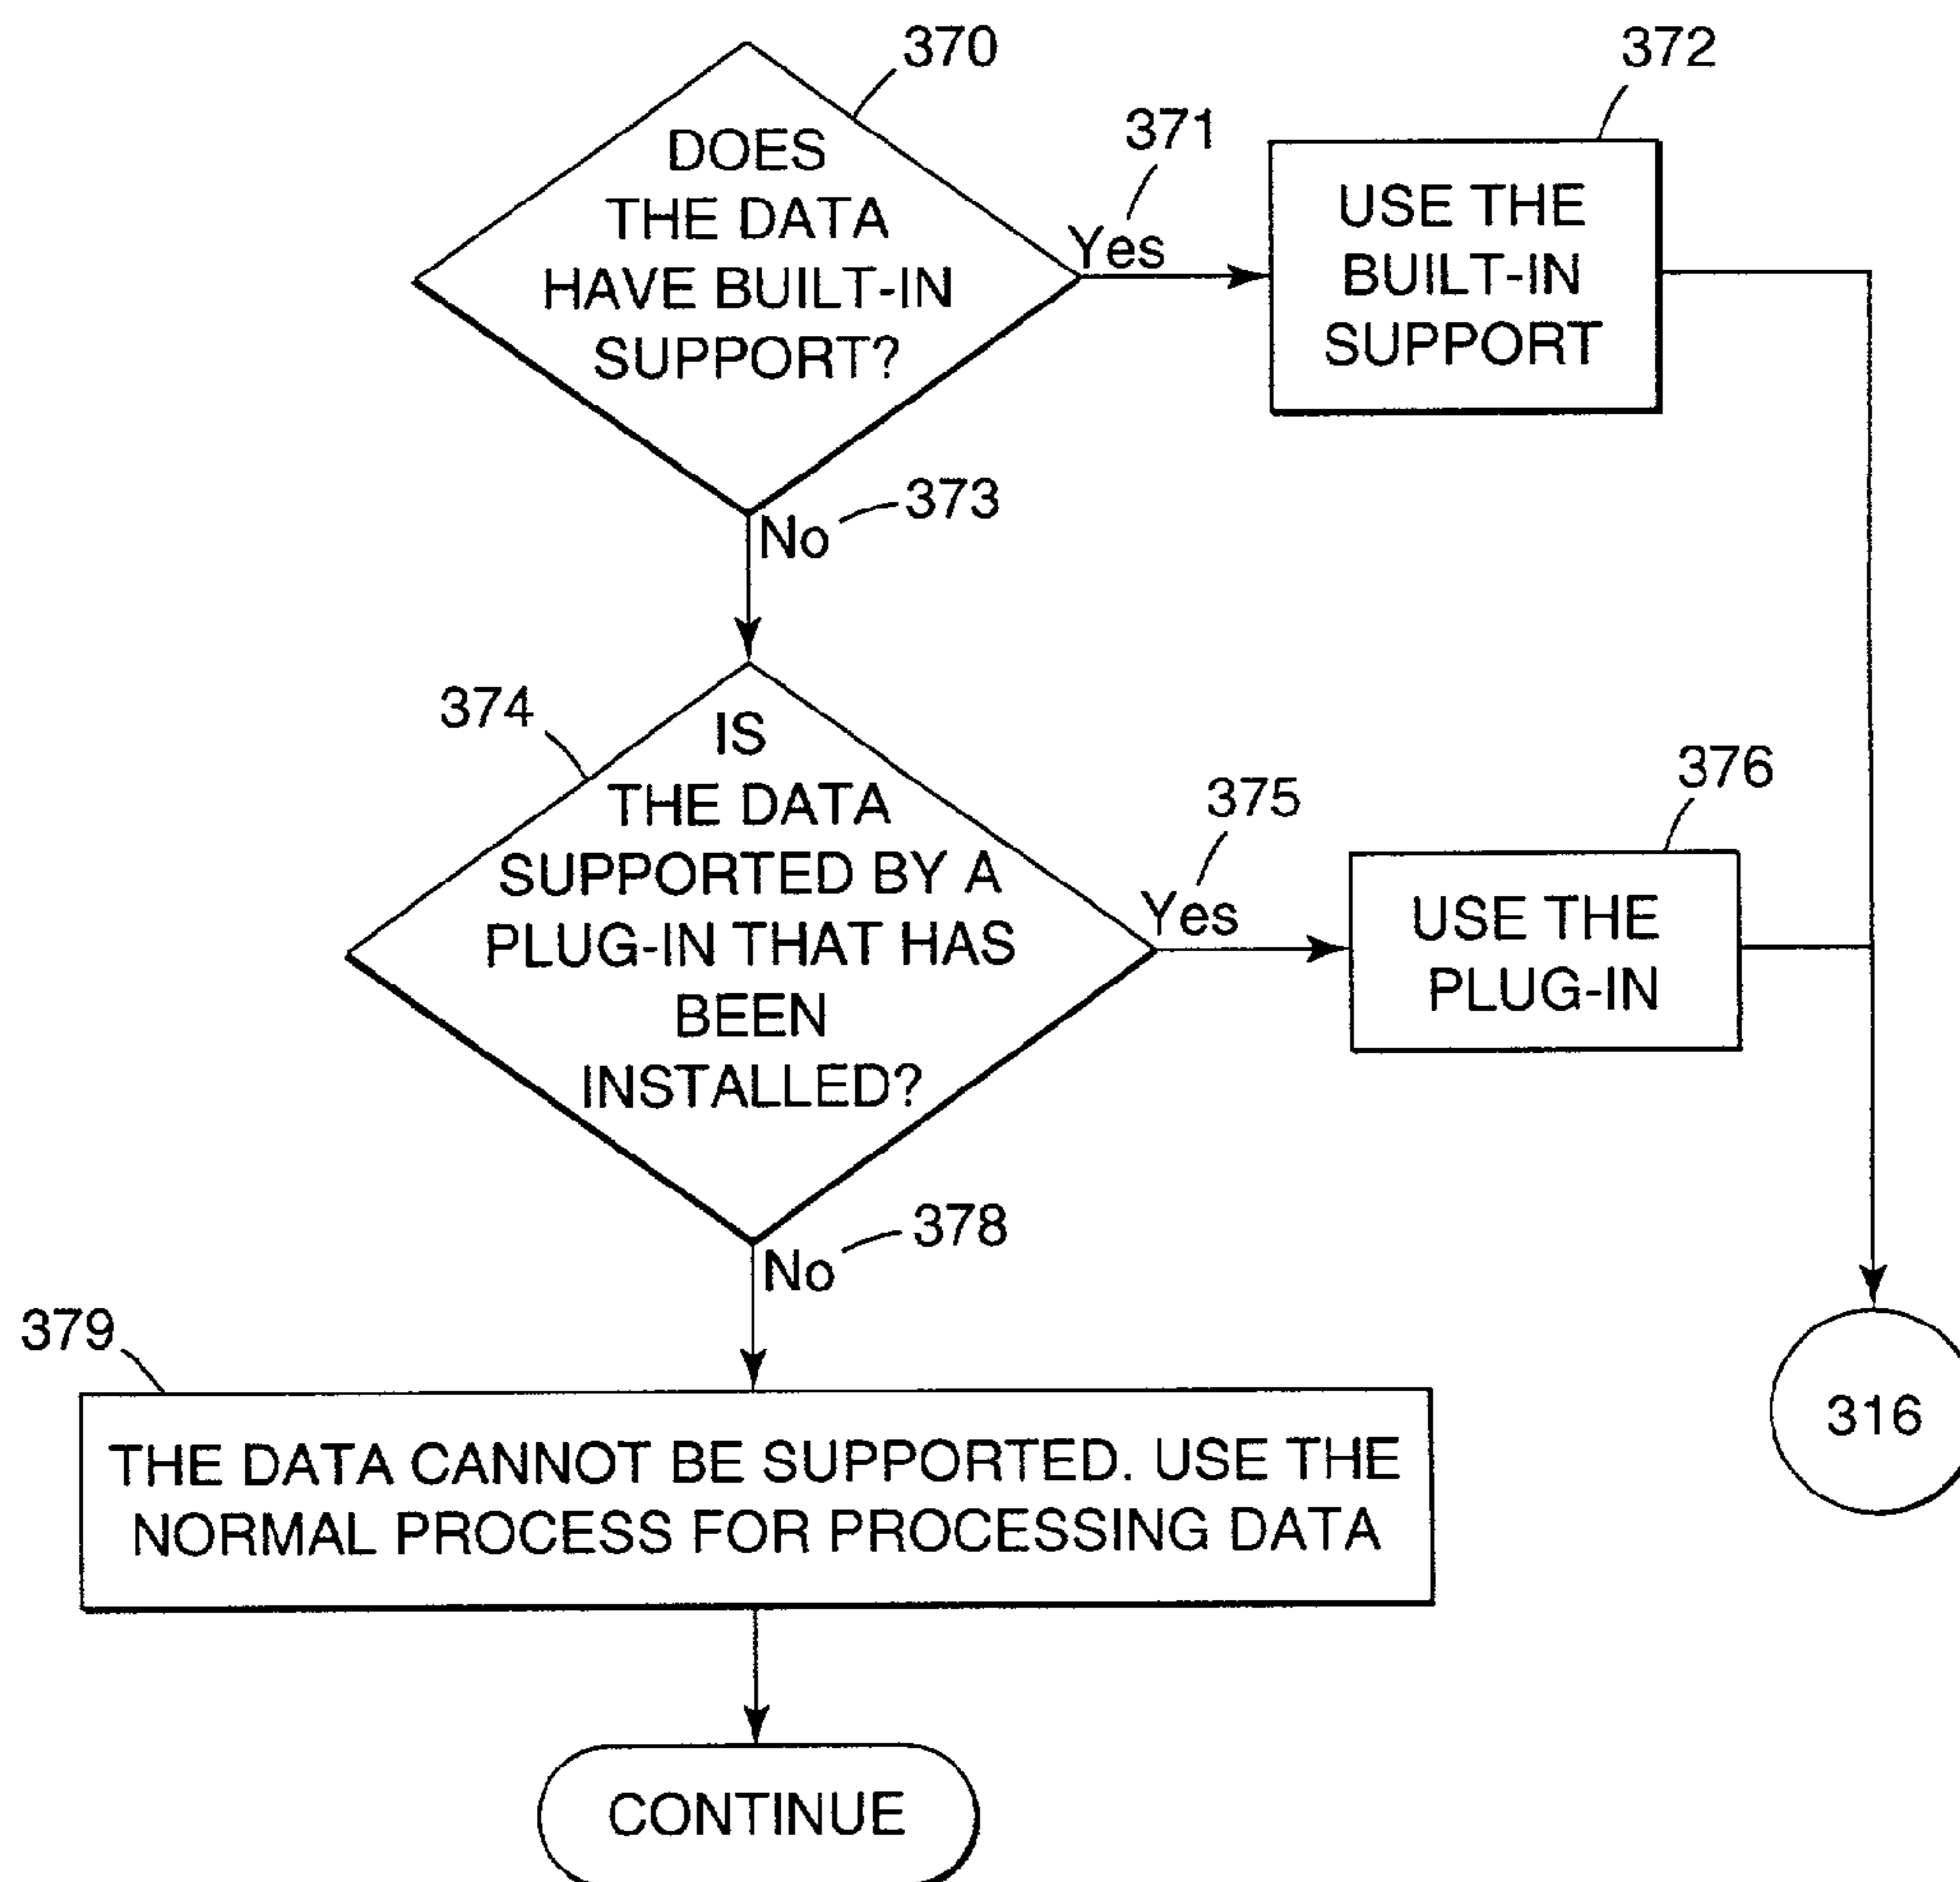 370
DOES
THE DATA
HAVE BUILT-IN
SUPPORT?
371
Yes
372
USE THE
BUILT-IN
SUPPORT
No
373
374
IS
THE DATA
SUPPORTED BY A
PLUG-IN THAT HAS
BEEN
INSTALLED?
375
Yes
376
USE THE
PLUG-IN
No
378
379
THE DATA CANNOT BE SUPPORTED. USE THE
NORMAL PROCESS FOR PROCESSING DATA
316
CONTINUE